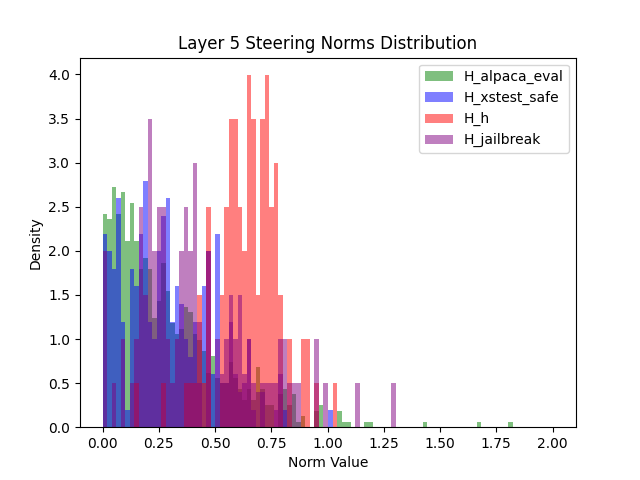 Layer 5 Steering Norms Distribution
H_alpaca_eval
H_xstest_safe
H_h
H_jailbreak
Density
4.0
3.5
3.0
2.5
2.0
1.5
1.0
0.5
0.0
0.00 0.25 0.50 0.75 1.00 1.25 1.50 1.75 2.00
Norm Value